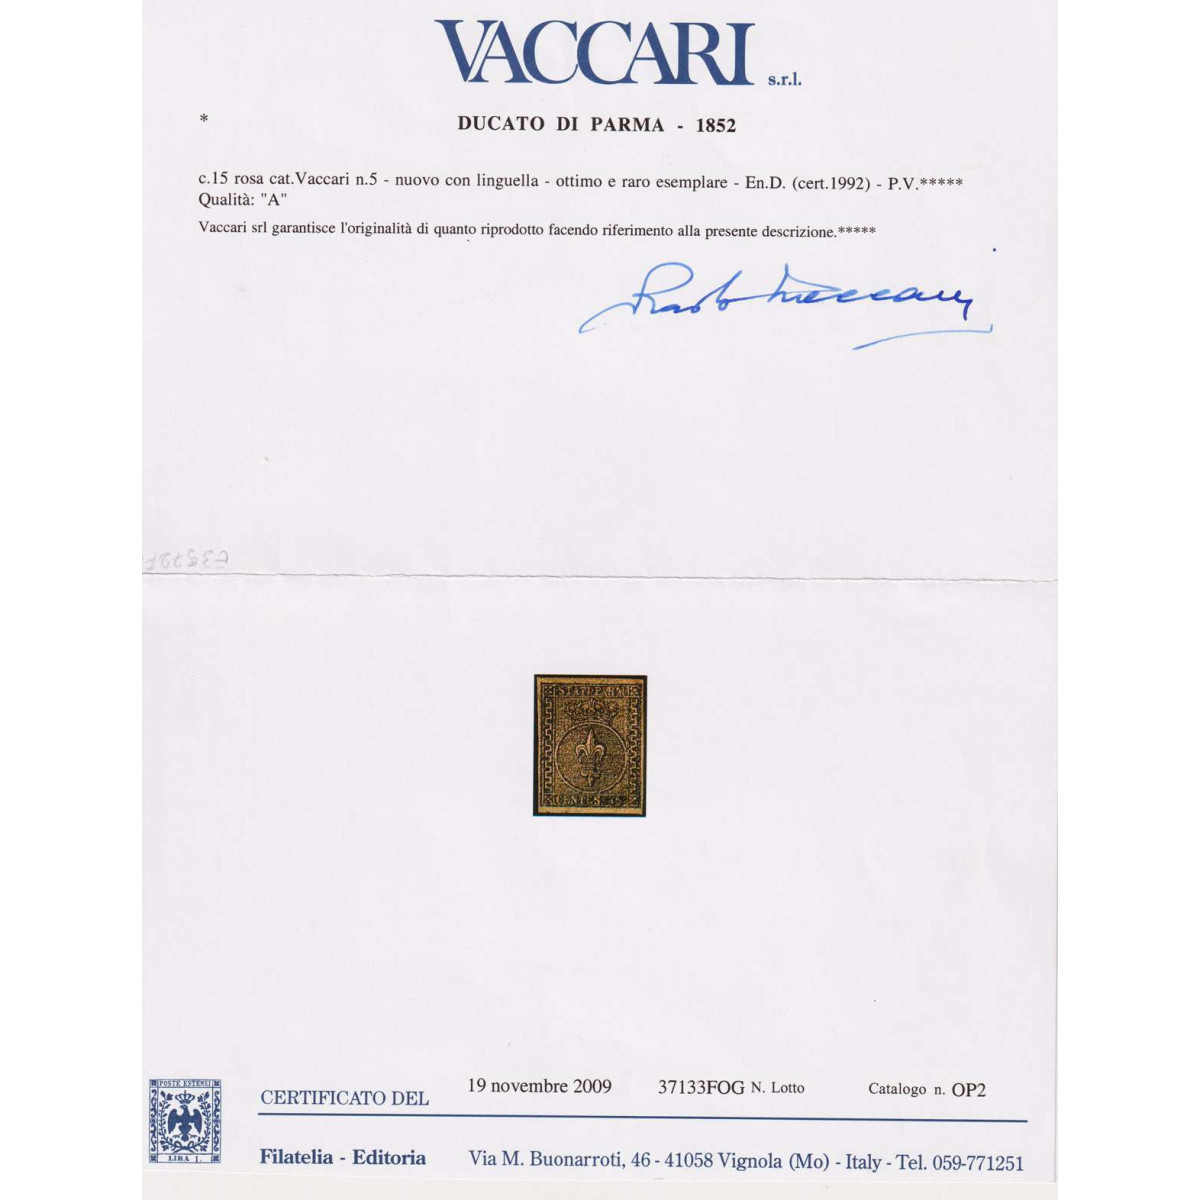 VACCARI s.r.l.
*
DUCATO DI PARMA - 1852
c.15 rosa cat.Vaccari n.5 - nuovo con linguella - ottimo e raro esemplare - En.D. (cert.1992) - P.V.*****
Qualità: "A"
Vaccari srl garantisce l'originalità di quanto riprodotto facendo riferimento alla presente descrizione.*****
CENTES. 15
POSTE ESTENSI
LIRA 1.
CERTIFICATO DEL 19 novembre 2009 37133FOG N. Lotto Catalogo n. OP2
Filatelia - Editoria Via M. Buonarroti, 46 - 41058 Vignola (Mo) - Italy - Tel. 059-771251